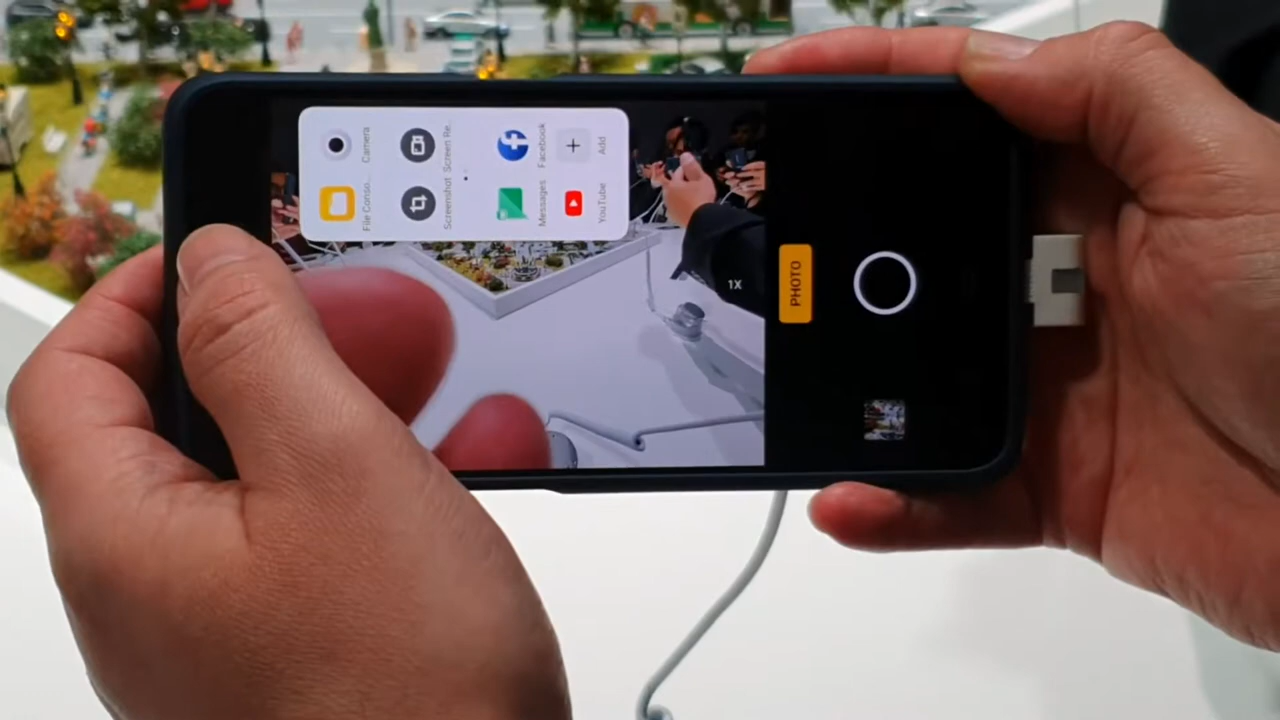 Camera
File Conso...
Screen Re...
Screenshot
Facebook
Messages
Add
YouTube
1X
PHOTO